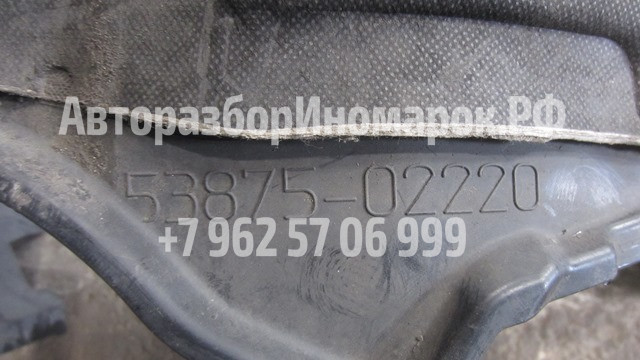 АвторазборИномарок.РФ
53875-02220
+7 962 57 06 999